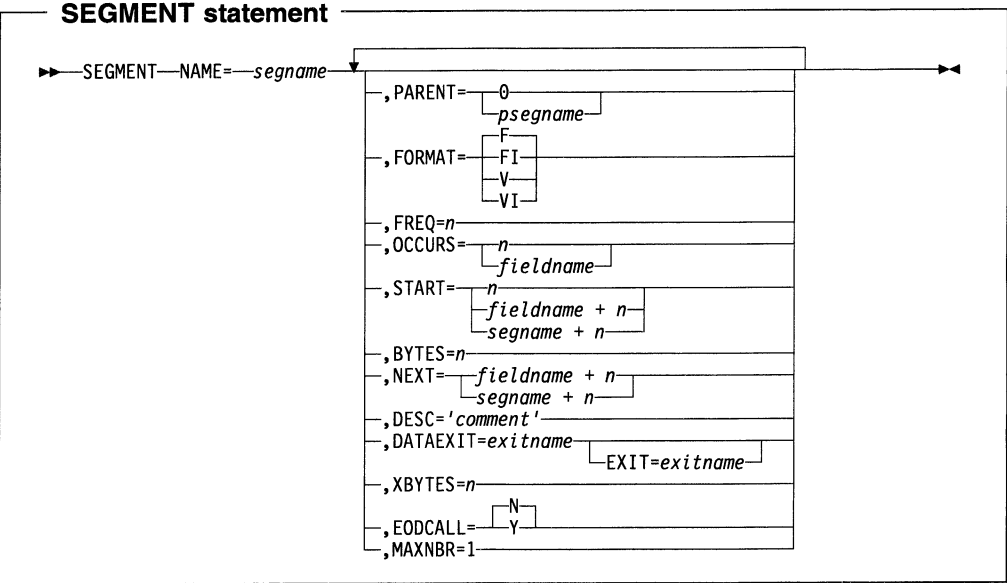 SEGMENT statement
SEGMENT NAME= segname
,PARENT= 0
psegname
F
,FORMAT= FI
V
VI
,FREQ=n
,OCCURS= n
fieldname
,START= n
fieldname + n
segname + n
,BYTES=n
,NEXT= fieldname + n
segname + n
,DESC='comment'
,DATAEXIT=exitname
EXIT=exitname
,XBYTES=n
N
,EODCALL= Y
,MAXNBR=1